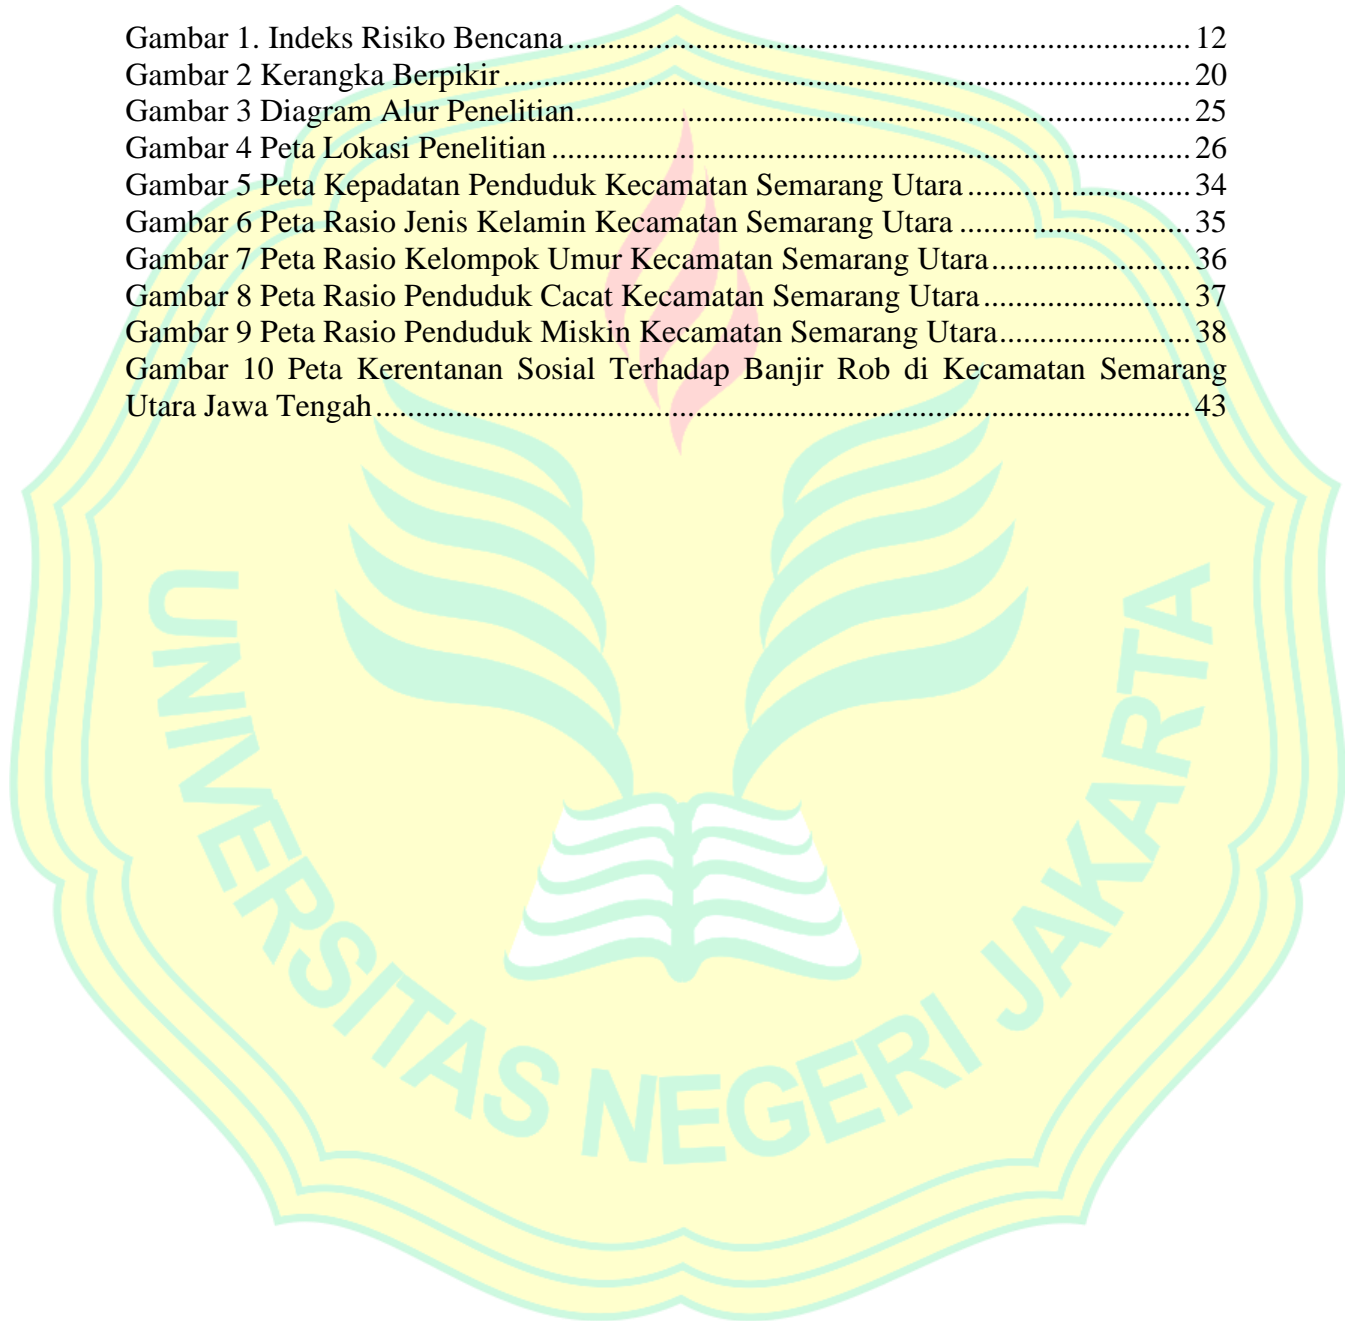 Gambar 1. Indeks Risiko Bencana.............................................................................. 12
Gambar 2 Kerangka Berpikir...................................................................................... 20
Gambar 3 Diagram Alur Penelitian............................................................................. 25
Gambar 4 Peta Lokasi Penelitian................................................................................ 26
Gambar 5 Peta Kepadatan Penduduk Kecamatan Semarang Utara............................ 34
Gambar 6 Peta Rasio Jenis Kelamin Kecamatan Semarang Utara............................. 35
Gambar 7 Peta Rasio Kelompok Umur Kecamatan Semarang Utara......................... 36
Gambar 8 Peta Rasio Penduduk Cacat Kecamatan Semarang Utara.......................... 37
Gambar 9 Peta Rasio Penduduk Miskin Kecamatan Semarang Utara........................ 38
Gambar 10 Peta Kerentanan Sosial Terhadap Banjir Rob di Kecamatan Semarang
Utara Jawa Tengah...................................................................................................... 43
UNIVERSITAS NEGERI JAKARTA